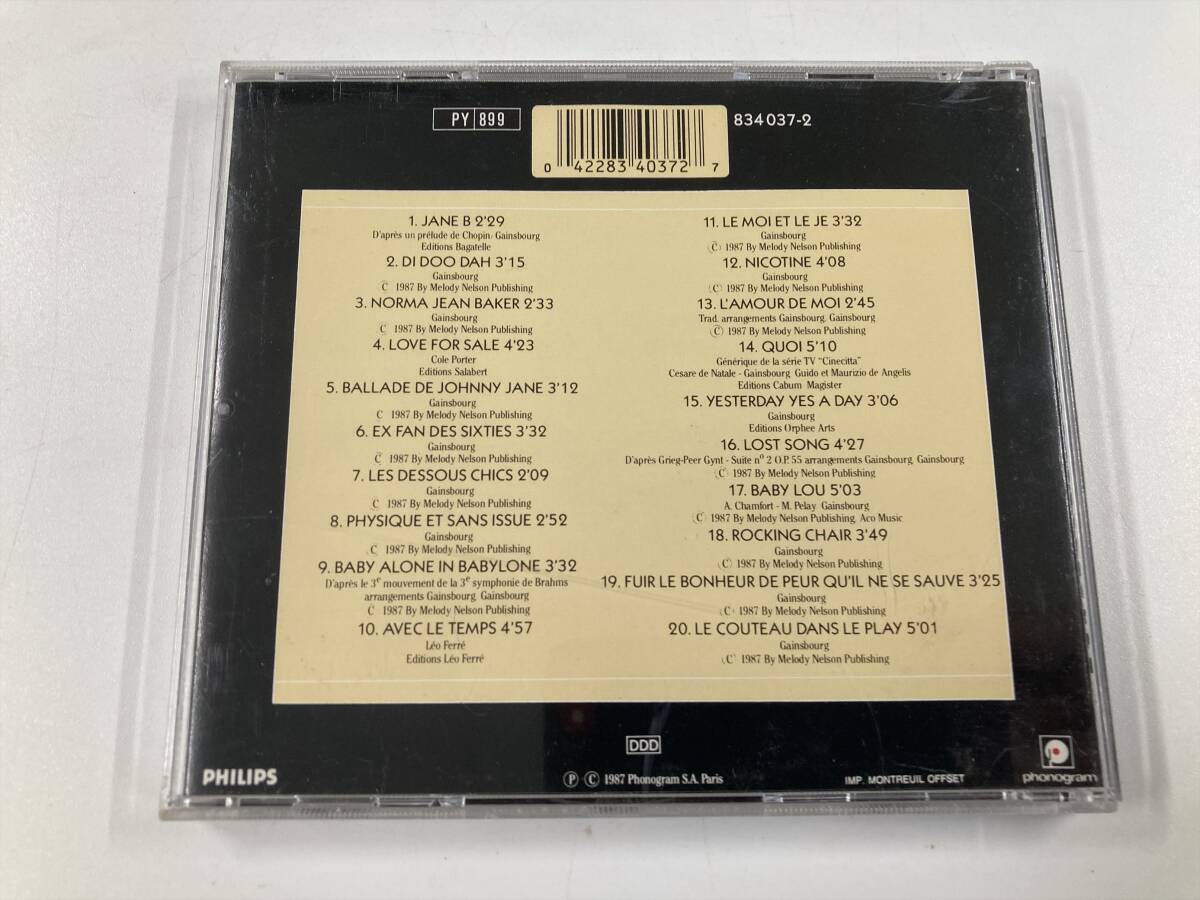 PY 899
834 037-2
0 42283 40372 7
1. JANE B 2'29
D'après un prélude de Chopin/Gainsbourg
Editions Bagatelle
2. DI DOO DAH 3'15
Gainsbourg
C 1987 By Melody Nelson Publishing
3. NORMA JEAN BAKER 2'33
Gainsbourg
C 1987 By Melody Nelson Publishing
4. LOVE FOR SALE 4'23
Cole Porter
Editions Salabert
5. BALLADE DE JOHNNY JANE 3'12
Gainsbourg
C 1987 By Melody Nelson Publishing
6. EX FAN DES SIXTIES 3'32
Gainsbourg
C 1987 By Melody Nelson Publishing
7. LES DESSOUS CHICS 2'09
Gainsbourg
C 1987 By Melody Nelson Publishing
8. PHYSIQUE ET SANS ISSUE 2'52
Gainsbourg
C 1987 By Melody Nelson Publishing
9. BABY ALONE IN BABYLONE 3'32
D'après le 3e mouvement de la 3e symphonie de Brahms
arrangements Gainsbourg, Gainsbourg
C 1987 By Melody Nelson Publishing
10. AVEC LE TEMPS 4'57
Léo Ferré
Editions Léo Ferré
11. LE MOI ET LE JE 3'32
Gainsbourg
© 1987 By Melody Nelson Publishing
12. NICOTINE 4'08
Gainsbourg
© 1987 By Melody Nelson Publishing
13. L'AMOUR DE MOI 2'45
Trad. arrangements Gainsbourg, Gainsbourg
© 1987 By Melody Nelson Publishing
14. QUOI 5'10
Générique de la série TV "Cinecitta"
Cesare de Natale - Gainsbourg Guido et Maurizio de Angelis
Editions Cabum Magister
15. YESTERDAY YES A DAY 3'06
Gainsbourg
Editions Orphee Arts
16. LOST SONG 4'27
D'après Grieg-Peer Gynt - Suite no 2 O.P. 55 arrangements Gainsbourg, Gainsbourg
© 1987 By Melody Nelson Publishing
17. BABY LOU 5'03
A. Chamfort - M. Pelay Gainsbourg
© 1987 By Melody Nelson Publishing, Aco Music
18. ROCKING CHAIR 3'49
Gainsbourg
© 1987 By Melody Nelson Publishing
19. FUIR LE BONHEUR DE PEUR QU'IL NE SE SAUVE 3'25
Gainsbourg
© 1987 By Melody Nelson Publishing
20. LE COUTEAU DANS LE PLAY 5'01
Gainsbourg
© 1987 By Melody Nelson Publishing
DDD
PHILIPS
Ⓟ © 1987 Phonogram S.A. Paris
IMP. MONTREUIL OFFSET
phonogram